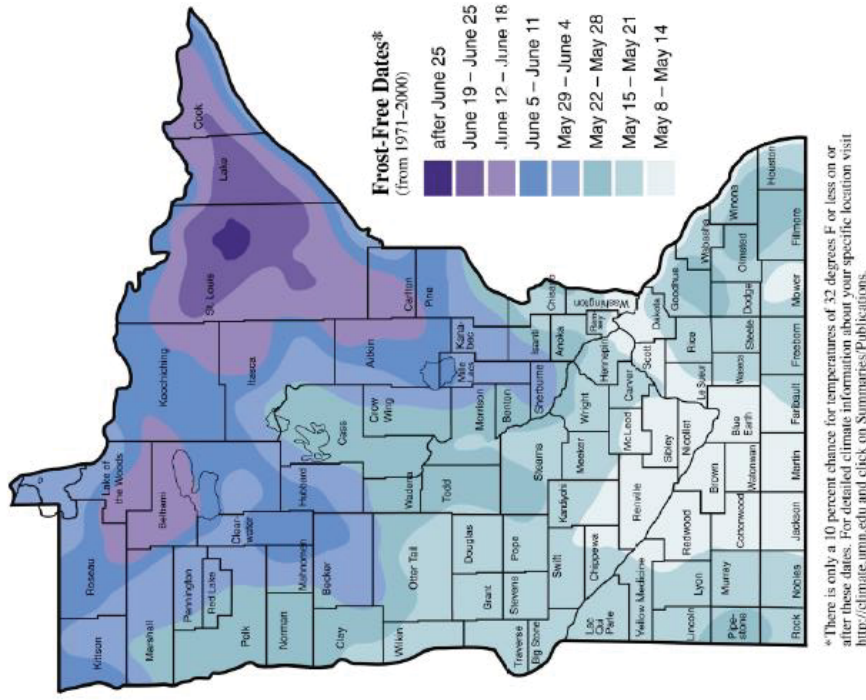 Frost-Free Dates*
(from 1971–2000)
after June 25
June 19 – June 25
June 12 – June 18
June 5 – June 11
May 29 – June 4
May 22 – May 28
May 15 – May 21
May 8 – May 14
Kittson
Roseau
Lake of
the Woods
Marshall
Beltrami
Koochiching
St. Louis
Lake
Cook
Pennington
Red Lake
Polk
Clear-
water
Itasca
Norman
Mahnomen
Hubbard
Cass
Clay
Becker
Wadena
Crow
Wing
Aitkin
Carlton
Pine
Wilkin
Otter Tail
Todd
Morrison
Mille
Lacs
Kana-
bec
Grant
Douglas
Traverse
Big Stone
Stevens
Pope
Stearns
Benton
Sherburne
Isanti
Chisago
Anoka
Swift
Kandiyohi
Meeker
Wright
Hennepin
Ram-
sey
Washington
Lac
Qui
Parle
Chippewa
Renville
McLeod
Carver
Scott
Dakota
Yellow Medicine
Sibley
Lincoln
Lyon
Redwood
Nicollet
Le Sueur
Rice
Goodhue
Wabasha
Pipe-
stone
Murray
Cottonwood
Brown
Watonwan
Blue
Earth
Waseca
Steele
Dodge
Olmsted
Winona
Rock
Nobles
Jackson
Martin
Faribault
Freeborn
Mower
Fillmore
Houston
*There is only a 10 percent chance for temperatures of 32 degrees F or less on or
after these dates. For detailed climate information about your specific location visit
http://climate.umn.edu and click on Summaries/Publications.